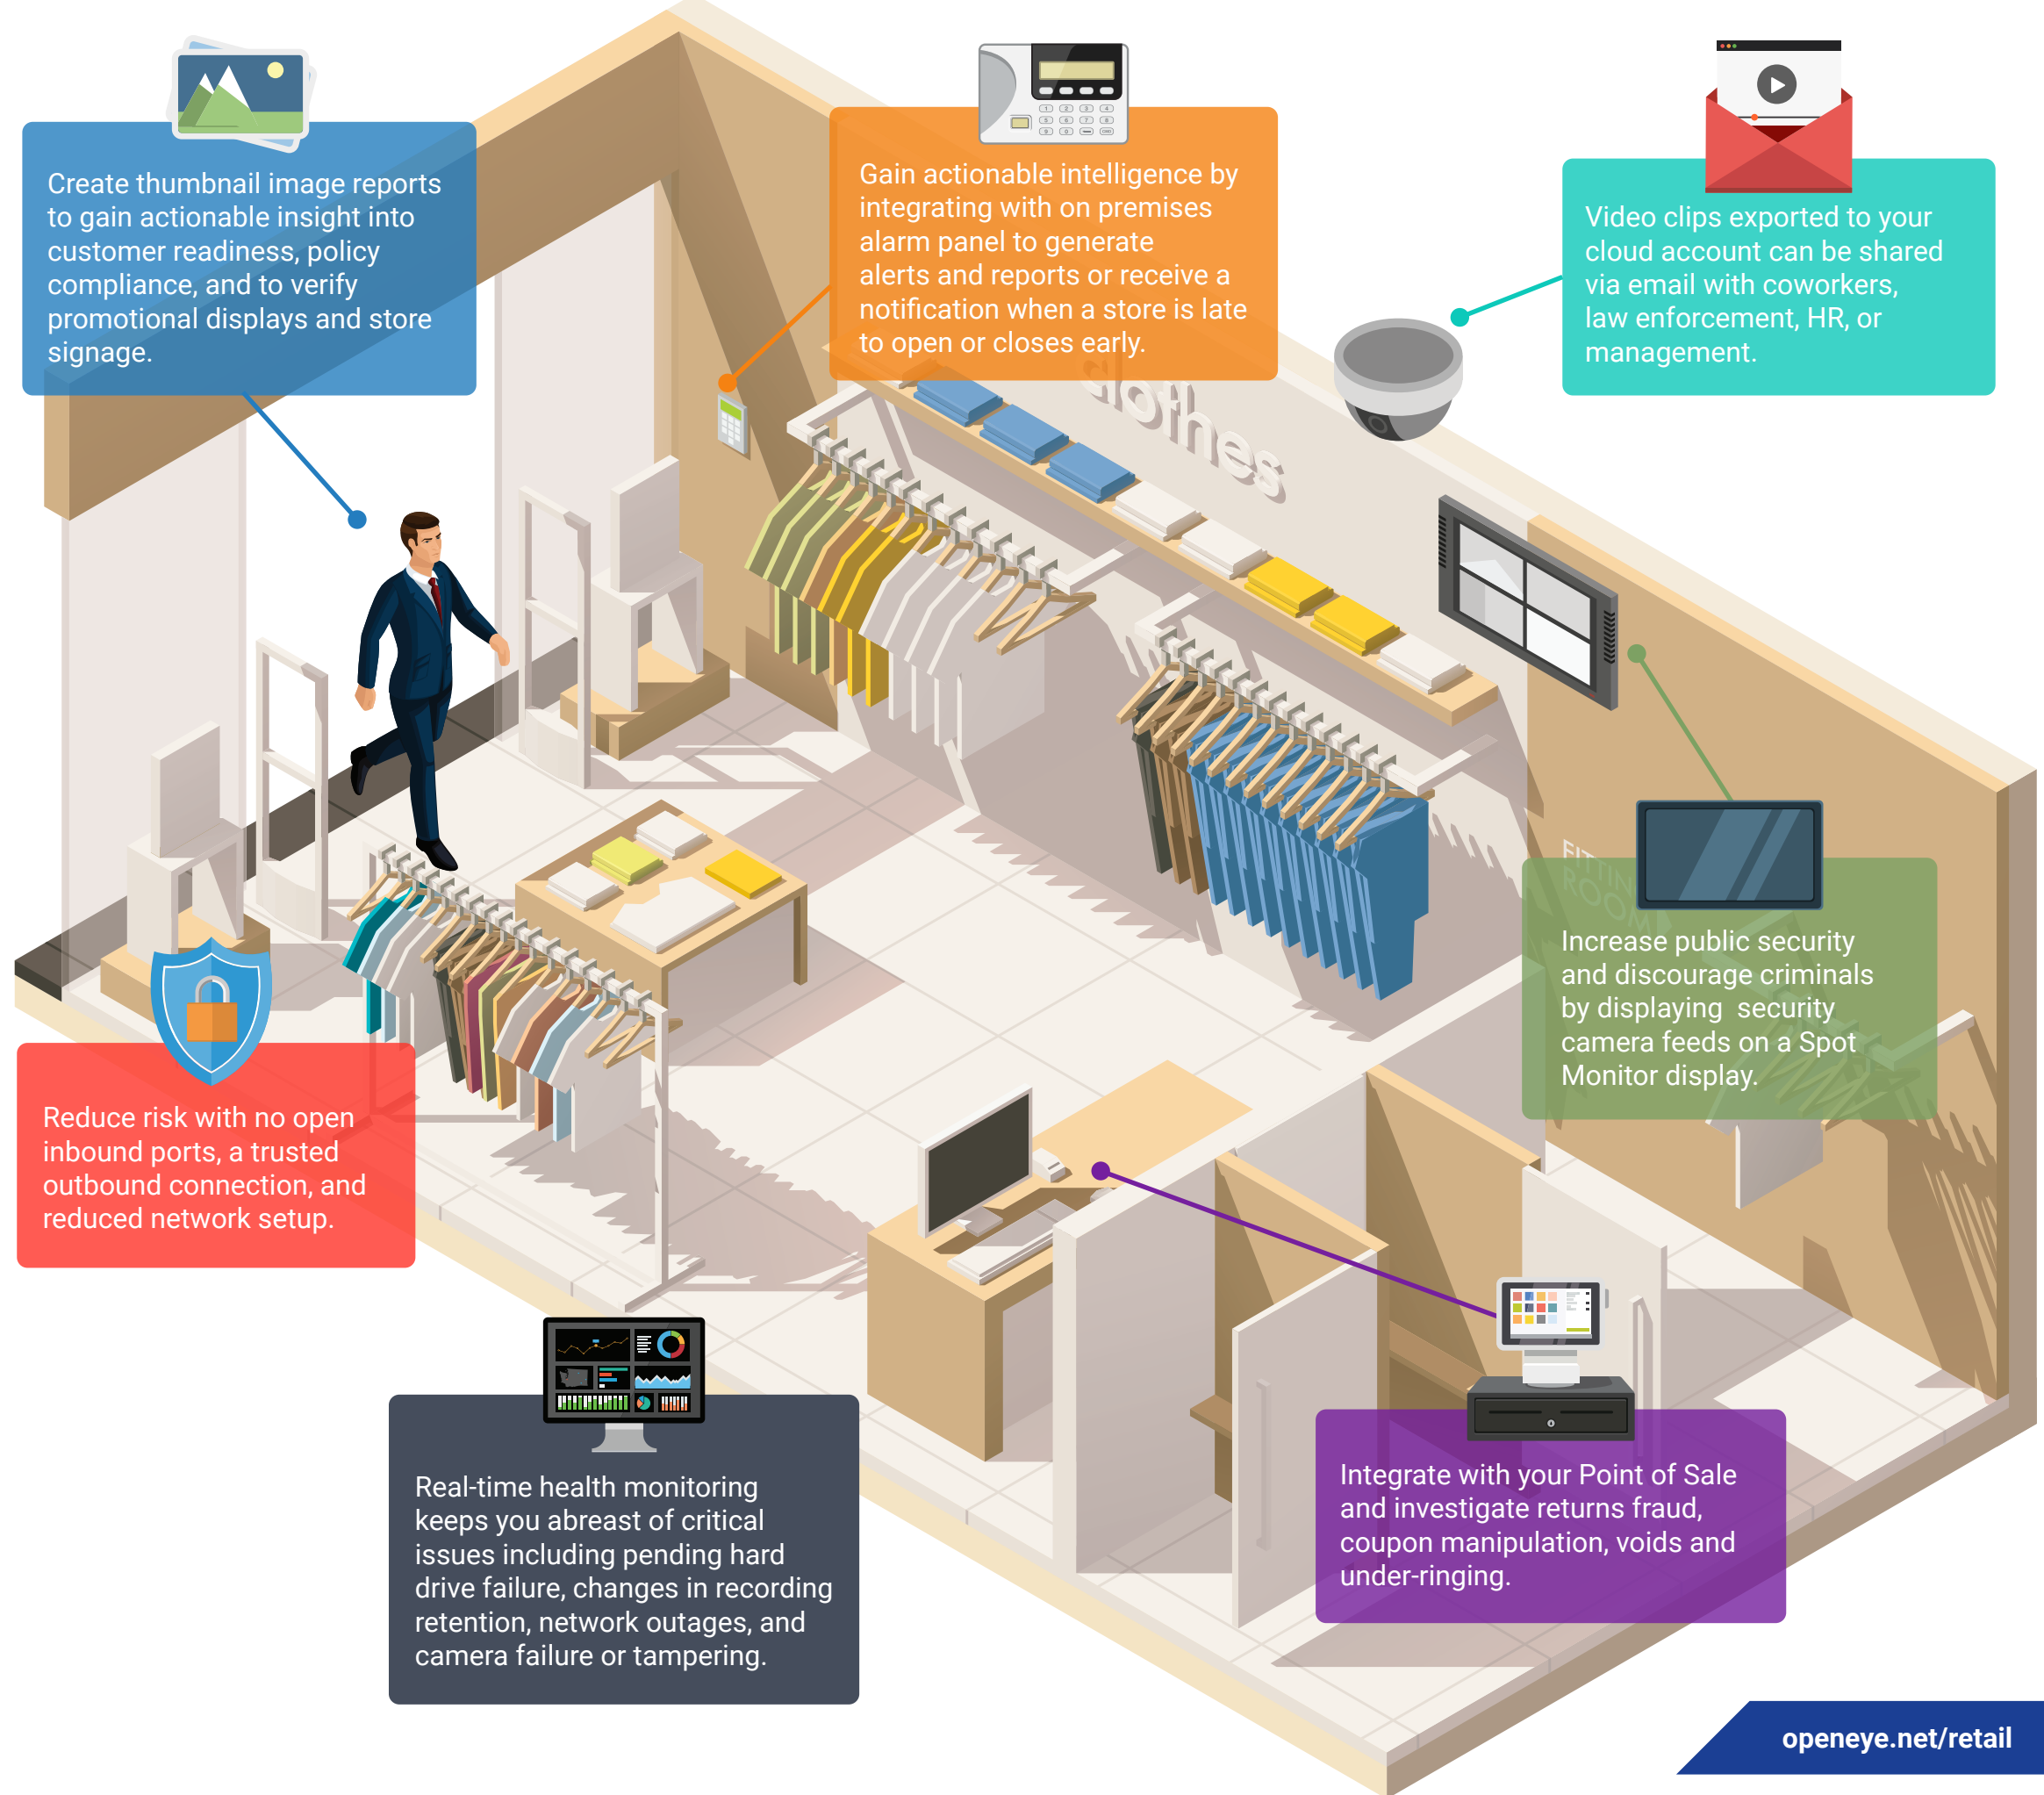 Create thumbnail image reports
to gain actionable insight into
customer readiness, policy
compliance, and to verify
promotional displays and store
signage.
Gain actionable intelligence by
integrating with on premises
alarm panel to generate
alerts and reports or receive a
notification when a store is late
to open or closes early.
Video clips exported to your
cloud account can be shared
via email with coworkers,
law enforcement, HR, or
management.
clothes
FITTING
ROOM
Increase public security
and discourage criminals
by displaying security
camera feeds on a Spot
Monitor display.
Reduce risk with no open
inbound ports, a trusted
outbound connection, and
reduced network setup.
Real-time health monitoring
keeps you abreast of critical
issues including pending hard
drive failure, changes in recording
retention, network outages, and
camera failure or tampering.
Integrate with your Point of Sale
and investigate returns fraud,
coupon manipulation, voids and
under-ringing.
openeye.net/retail